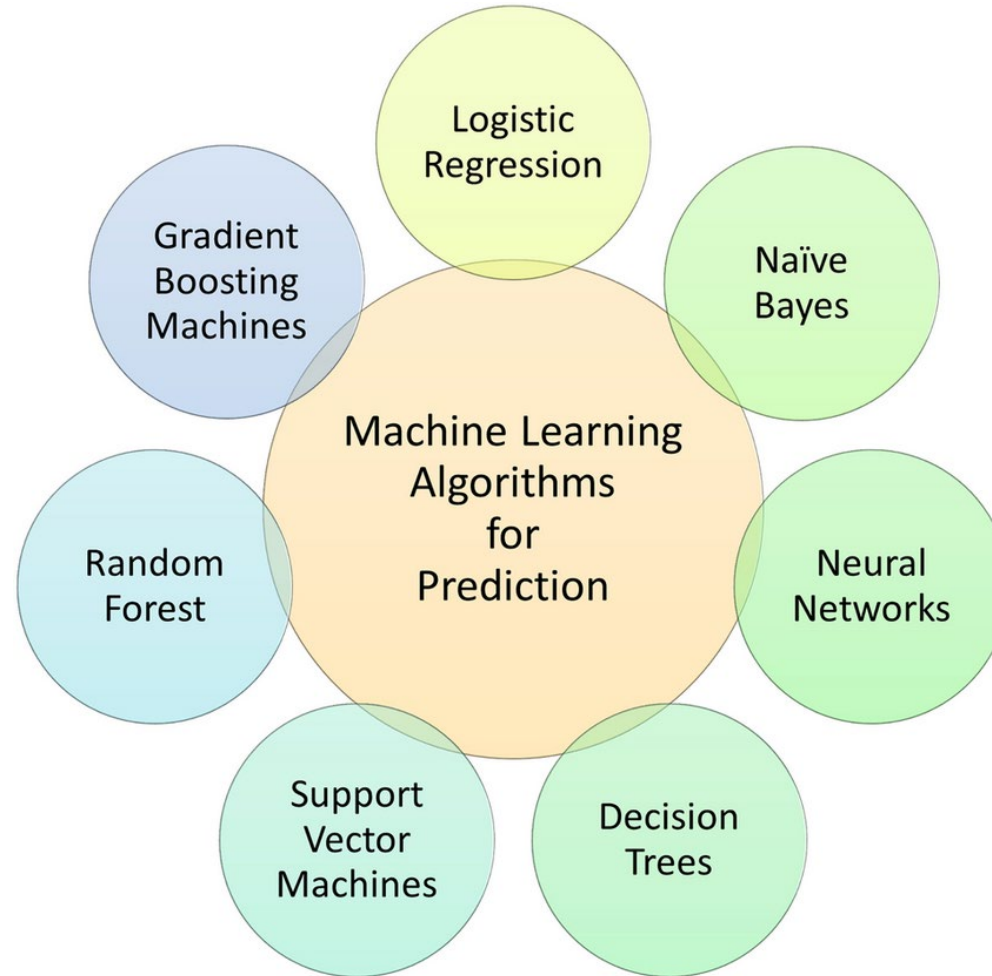 Logistic
Regression
Naïve
Bayes
Neural
Networks
Decision
Trees
Support
Vector
Machines
Random
Forest
Gradient
Boosting
Machines
Machine Learning
Algorithms
for
Prediction